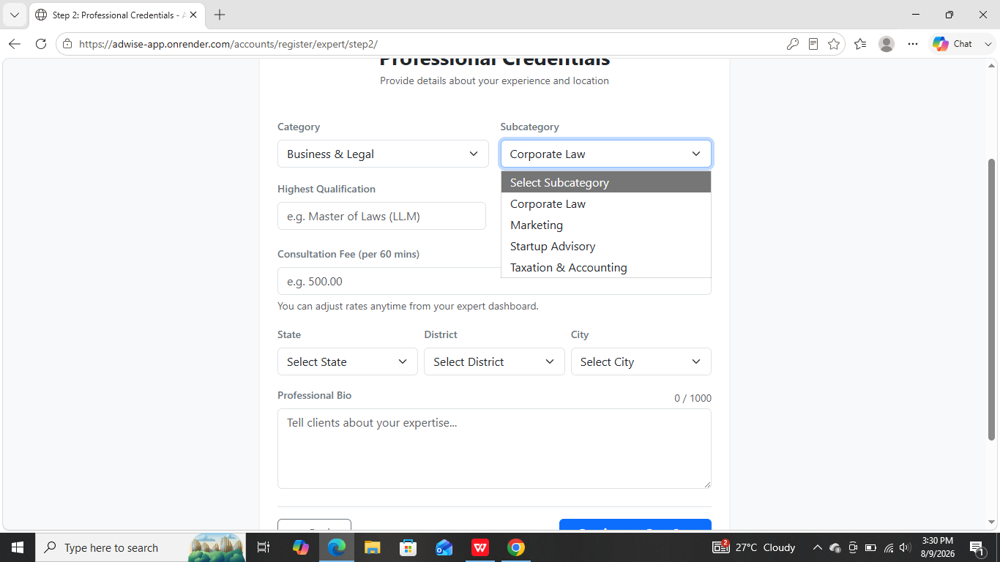 Step 2: Professional Credentials - A
https://adwise-app.onrender.com/accounts/register/expert/step2/
Chat
Professional Credentials
Provide details about your experience and location
Category
Subcategory
Business & Legal
Corporate Law
Select Subcategory
Corporate Law
Marketing
Startup Advisory
Taxation & Accounting
Highest Qualification
e.g. Master of Laws (LL.M)
Consultation Fee (per 60 mins)
e.g. 500.00
You can adjust rates anytime from your expert dashboard.
State
District
City
Select State
Select District
Select City
Professional Bio
0 / 1000
Tell clients about your expertise...
Type here to search
2
27°C Cloudy
3:30 PM
8/9/2026
1